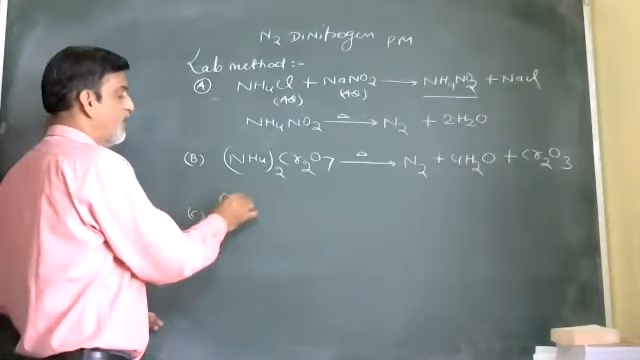 N2 DiNitrogen PM
Lab method:-
(A) NH4Cl + NaNO2 → NH4NO2 + NaCl
(AQ) (AQ)
NH4NO2 △→ N2 + 2H2O
(B) (NH4)2Cr2O7 △→ N2 + 4H2O + Cr2O3
(C)